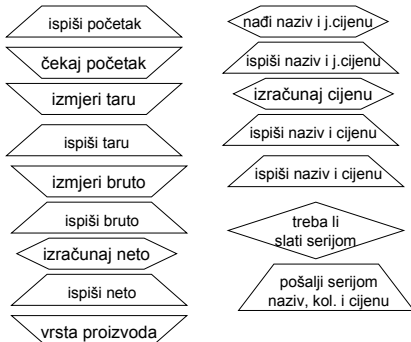 ispiši početak
čekaj početak
izmjeri taru
ispiši taru
izmjeri bruto
ispiši bruto
izračunaj neto
ispiši neto
vrsta proizvoda
nađi naziv i j.cijenu
ispiši naziv i j.cijenu
izračunaj cijenu
ispiši naziv i cijenu
ispiši naziv i cijenu
treba li
slati serijom
pošalji serijom
naziv, kol. i cijenu